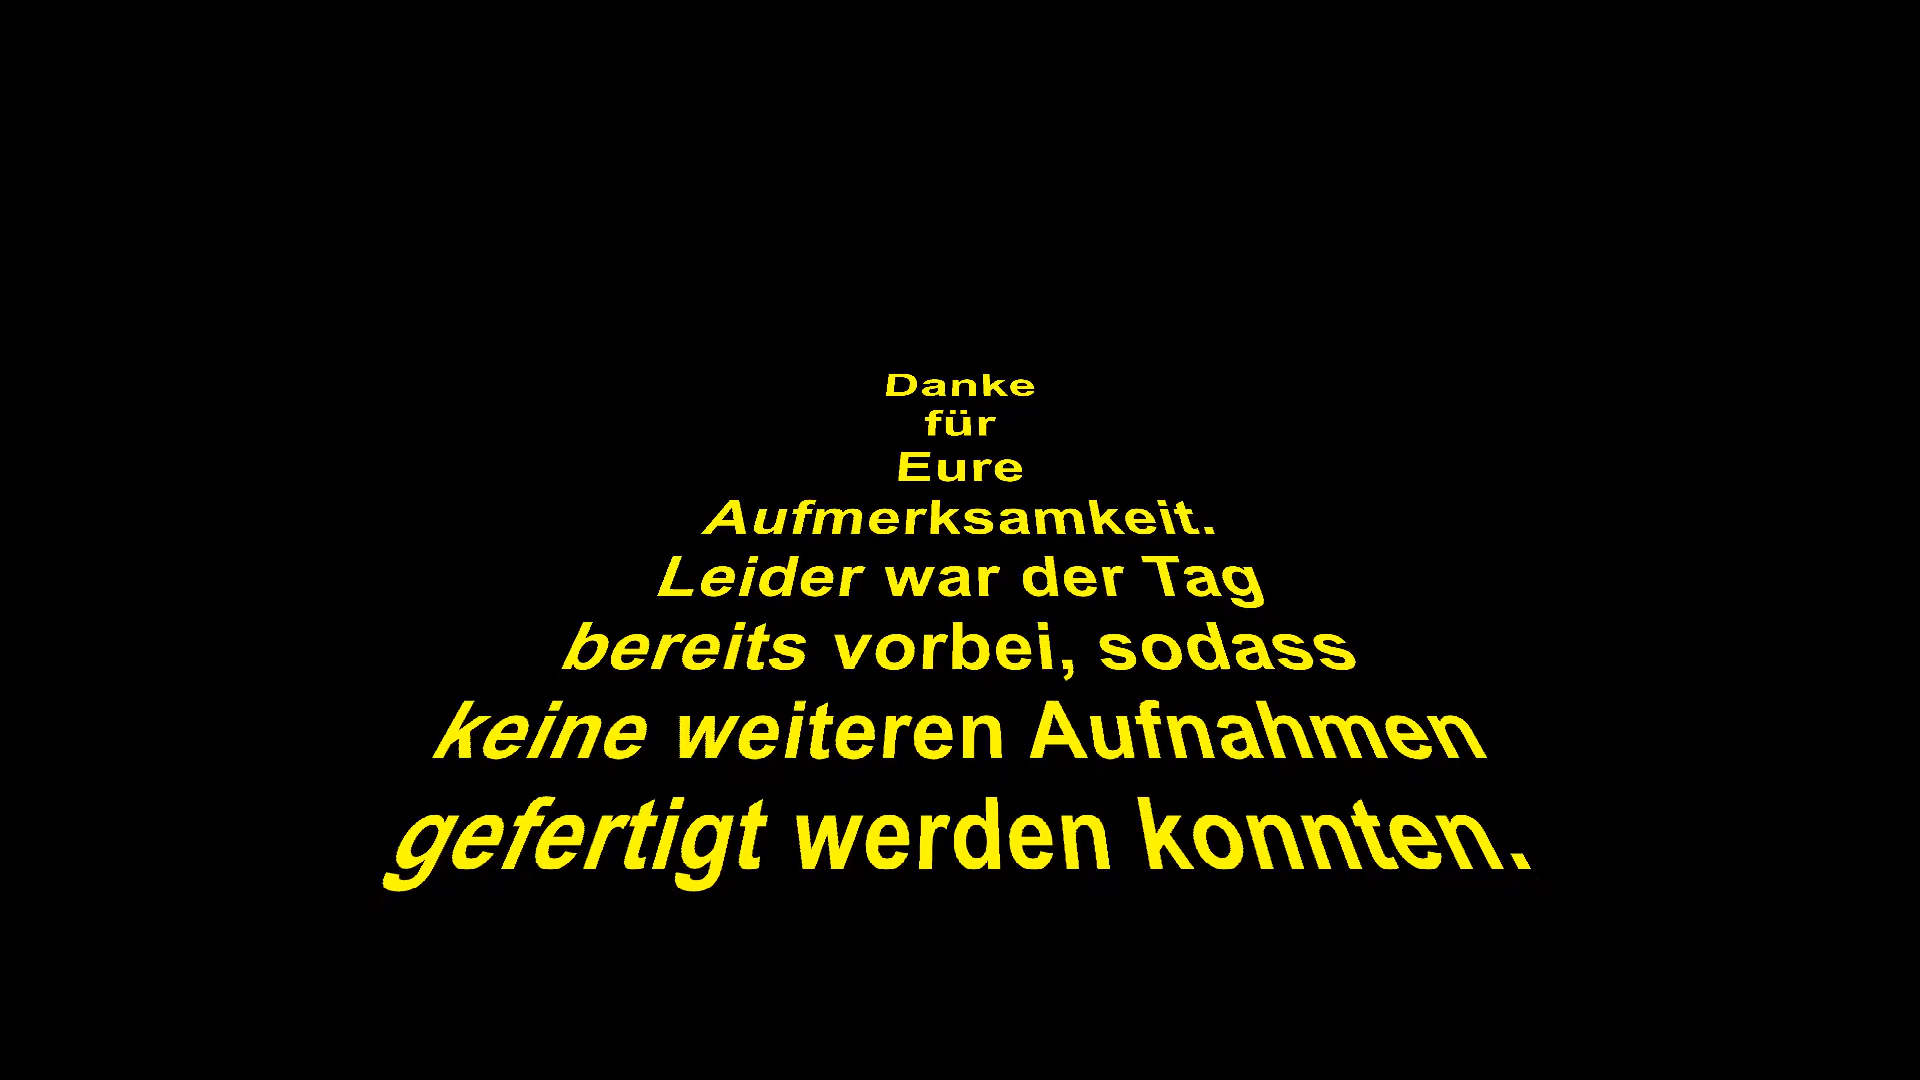 Danke
für
Eure
Aufmerksamkeit.
Leider war der Tag
bereits vorbei, sodass
keine weiteren Aufnahmen
gefertigt werden konnten.